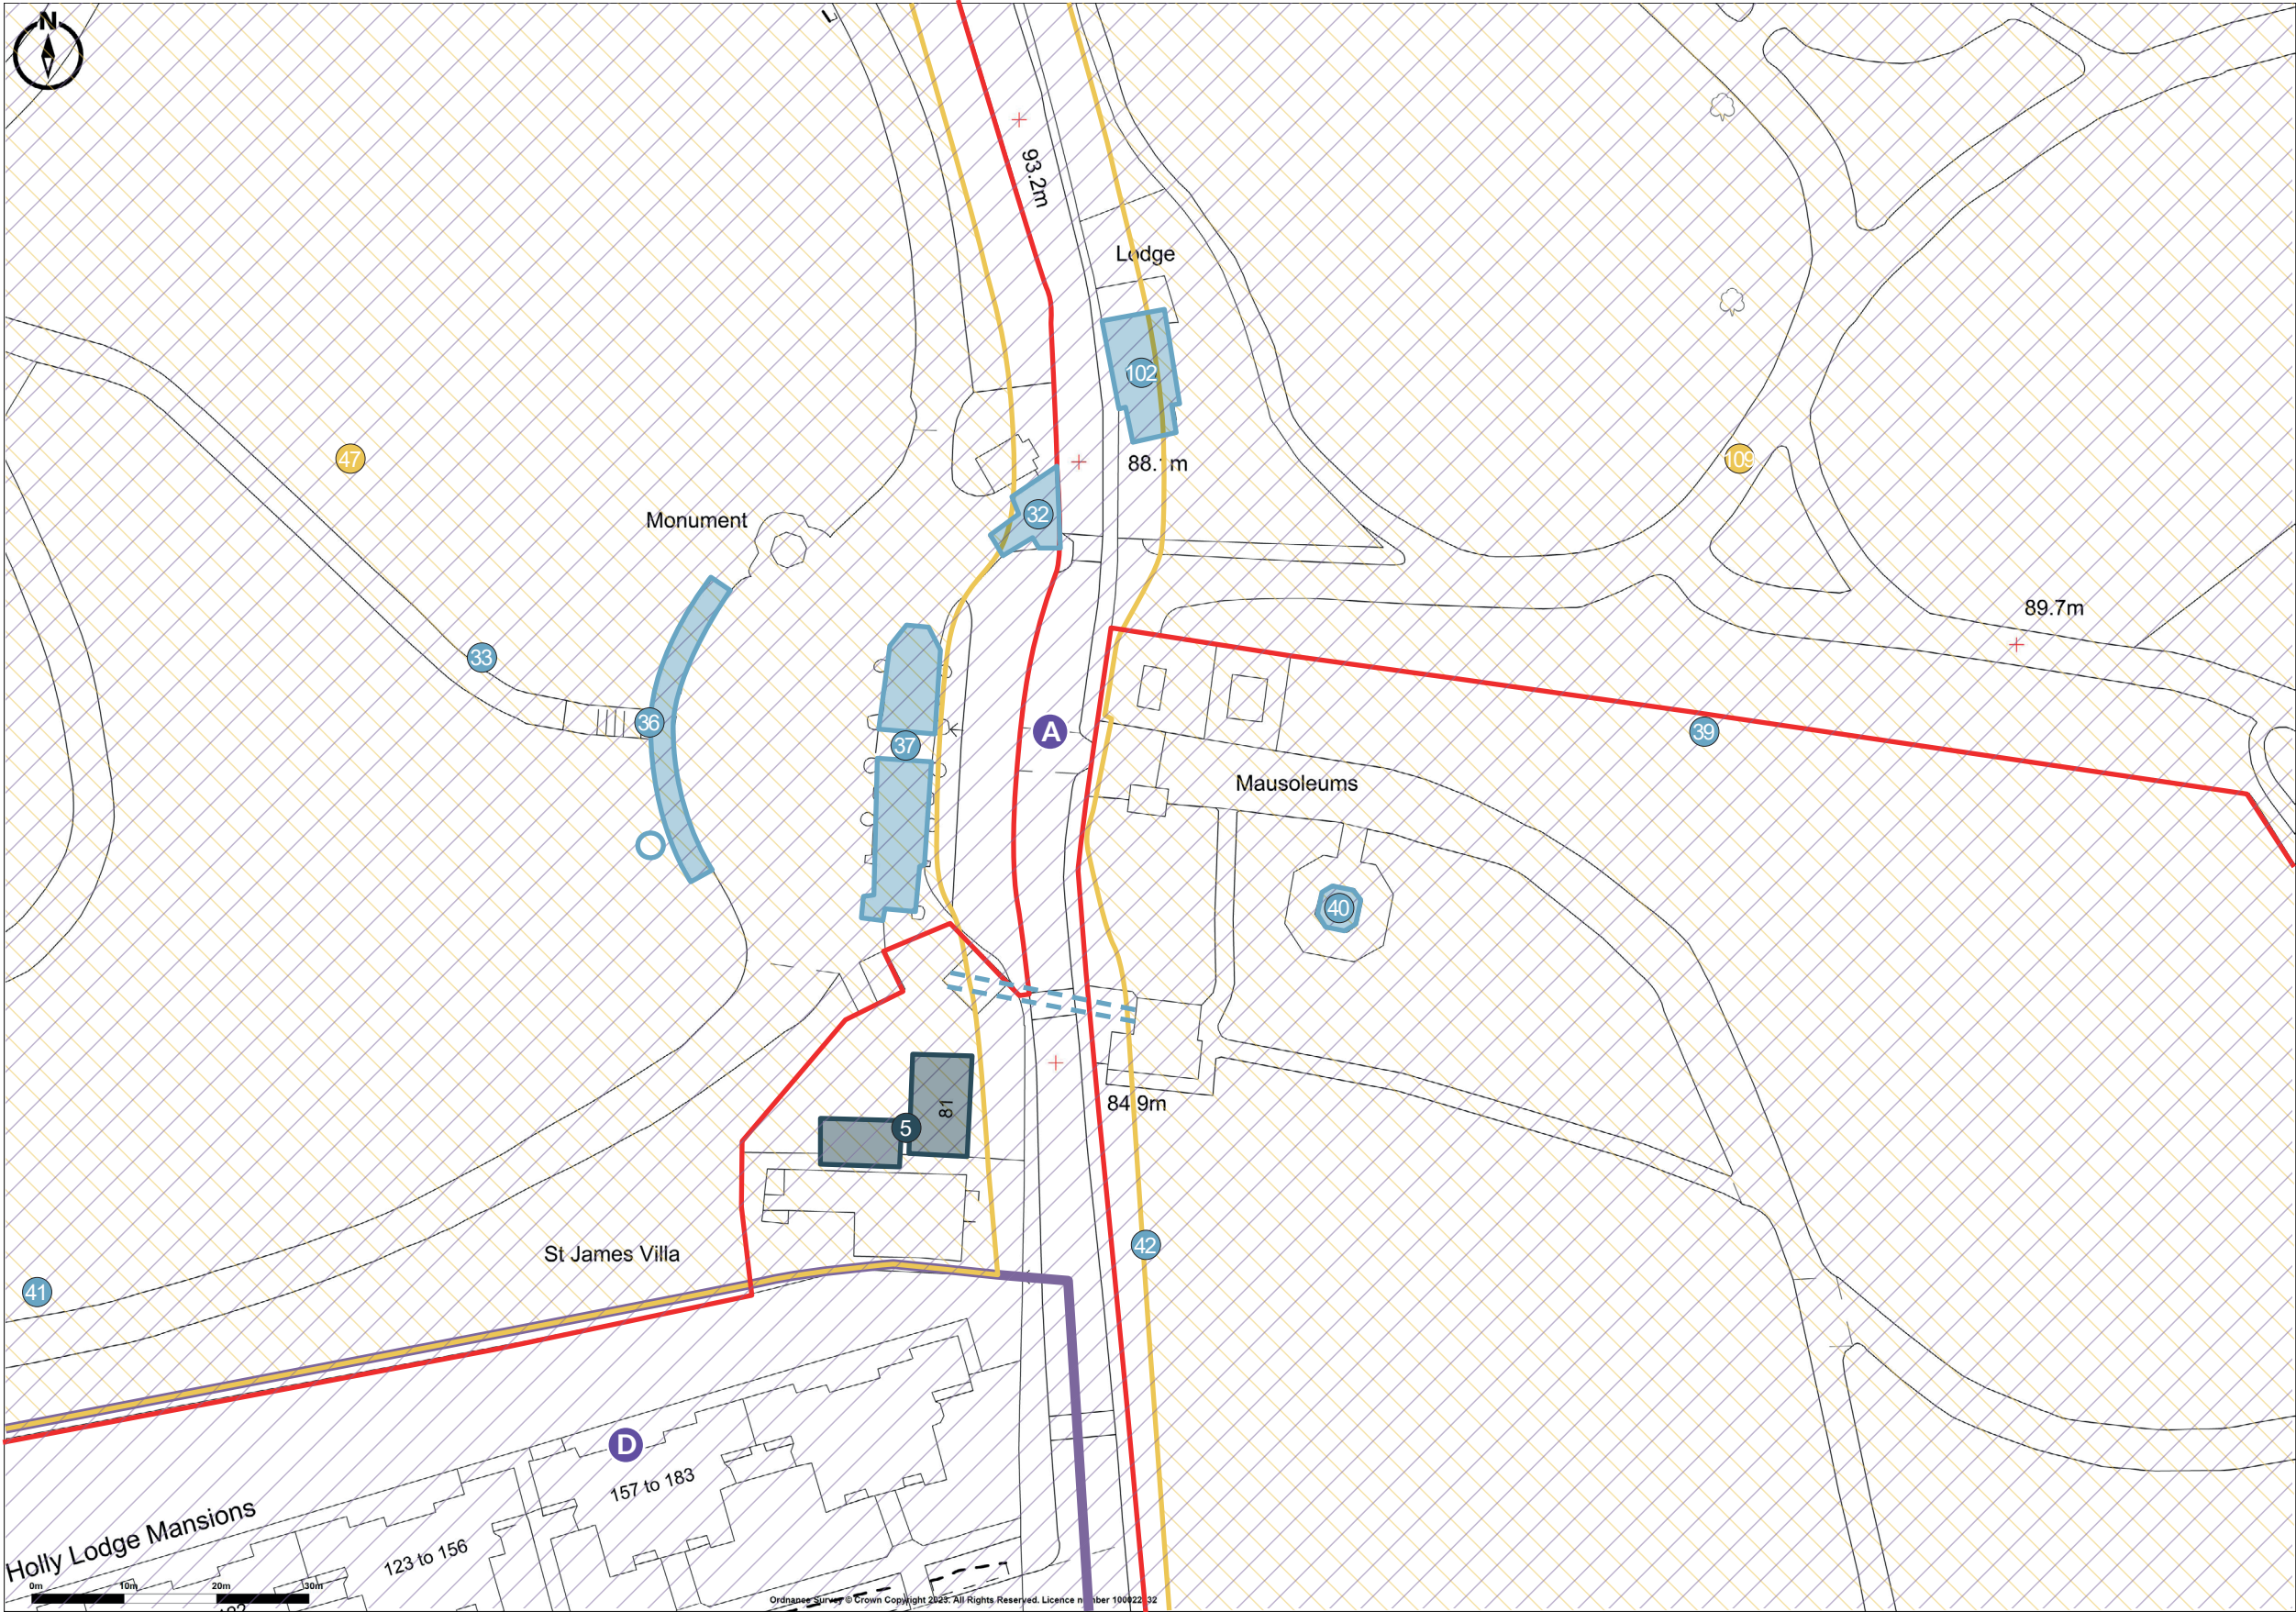 N
L
93.2m
Lodge
102
88.1m
47
109
Monument
32
89.7m
33
36
37
A
39
Mausoleums
40
84.9m
81
5
42
St James Villa
41
D
157 to 183
Holly Lodge Mansions
123 to 156
0m 10m 20m 30m
Ordnance Survey © Crown Copyright 2023. All Rights Reserved. Licence number